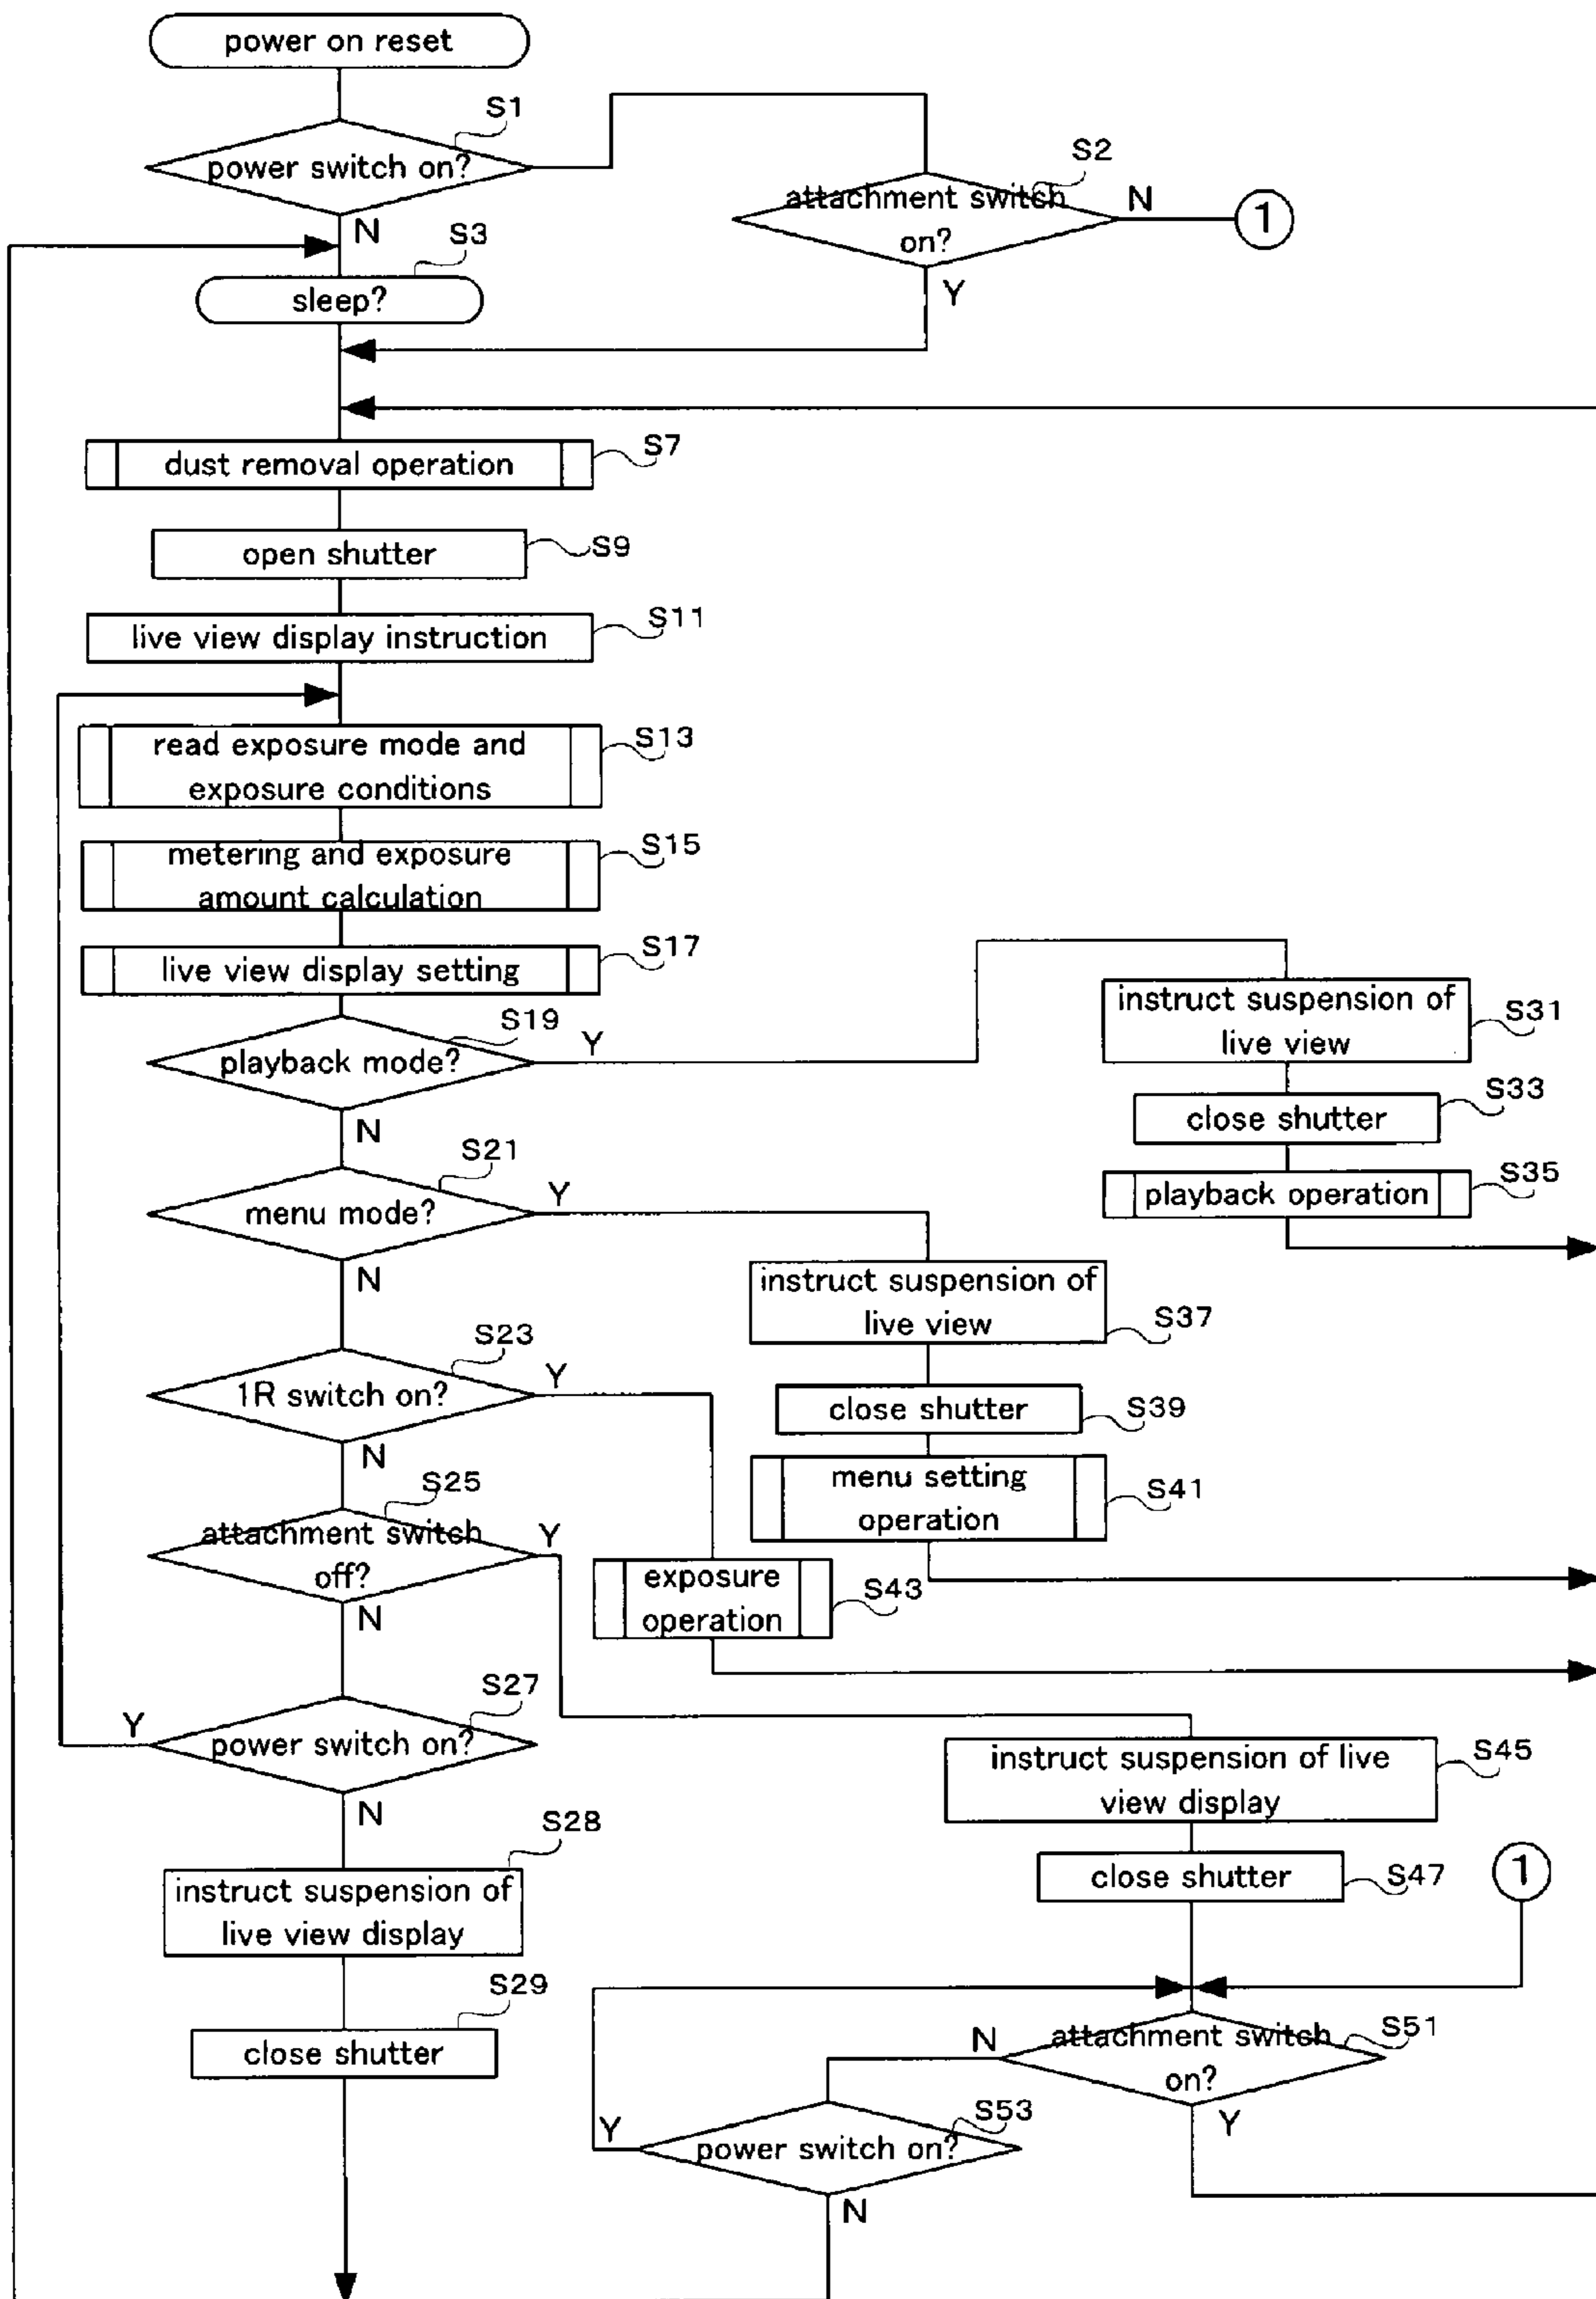 power on reset
S1
power switch on?
N
S2
attachment switch
on?
N
1
Y
S3
sleep?
dust removal operation
S7
open shutter
S9
live view display instruction
S11
read exposure mode and
exposure conditions
S13
metering and exposure
amount calculation
S15
live view display setting
S17
playback mode?
S19
Y
N
instruct suspension of
live view
S31
close shutter
S33
playback operation
S35
menu mode?
S21
Y
N
instruct suspension of
live view
S37
close shutter
S39
menu setting
operation
S41
1R switch on?
S23
Y
N
exposure
operation
S43
attachment switch
off?
S25
Y
N
power switch on?
S27
Y
N
instruct suspension of live
view display
S45
close shutter
S47
1
instruct suspension of
live view display
S28
close shutter
S29
attachment switch
on?
S51
N
Y
power switch on?
S53
Y
N